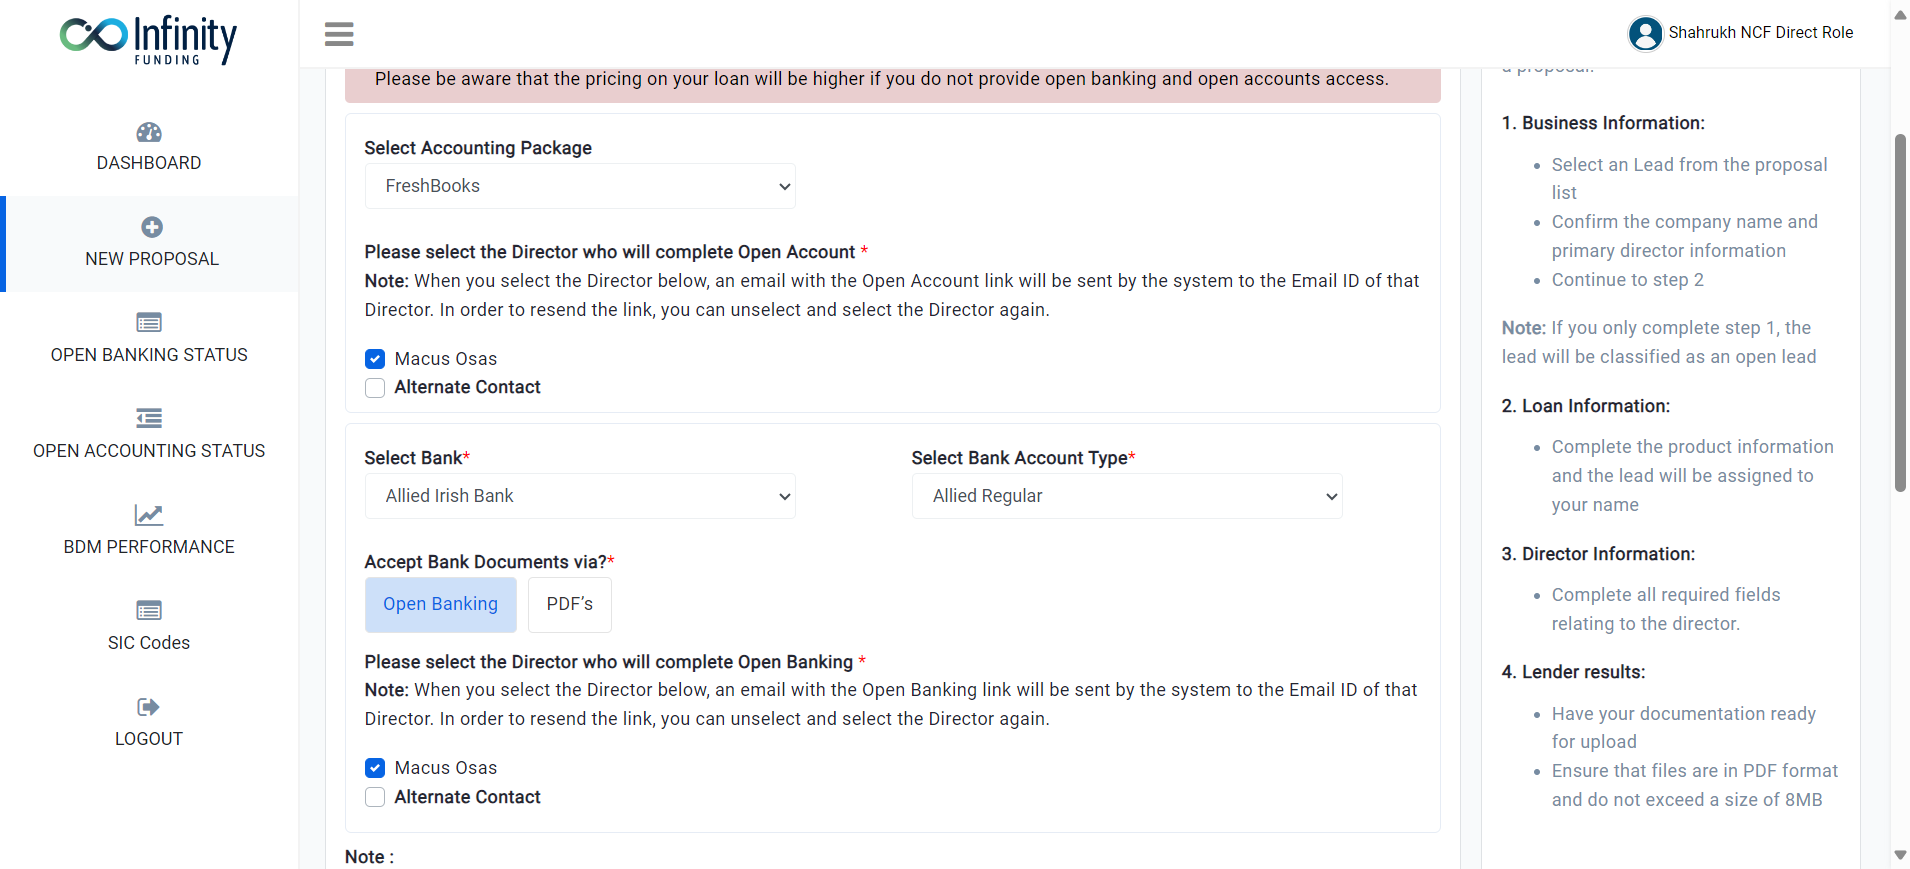 Infinity
FUNDING
Shahrukh NCF Direct Role
DASHBOARD
NEW PROPOSAL
OPEN BANKING STATUS
OPEN ACCOUNTING STATUS
BDM PERFORMANCE
SIC Codes
LOGOUT
Please be aware that the pricing on your loan will be higher if you do not provide open banking and open accounts access.
Select Accounting Package
FreshBooks
Please select the Director who will complete Open Account *
Note: When you select the Director below, an email with the Open Account link will be sent by the system to the Email ID of that
Director. In order to resend the link, you can unselect and select the Director again.
Macus Osas
Alternate Contact
Select Bank*
Allied Irish Bank
Select Bank Account Type*
Allied Regular
Accept Bank Documents via?*
Open Banking
PDF’s
Please select the Director who will complete Open Banking *
Note: When you select the Director below, an email with the Open Banking link will be sent by the system to the Email ID of that
Director. In order to resend the link, you can unselect and select the Director again.
Macus Osas
Alternate Contact
Note :
a proposal.
1. Business Information:
Select an Lead from the proposal
list
Confirm the company name and
primary director information
Continue to step 2
Note: If you only complete step 1, the
lead will be classified as an open lead
2. Loan Information:
Complete the product information
and the lead will be assigned to
your name
3. Director Information:
Complete all required fields
relating to the director.
4. Lender results:
Have your documentation ready
for upload
Ensure that files are in PDF format
and do not exceed a size of 8MB